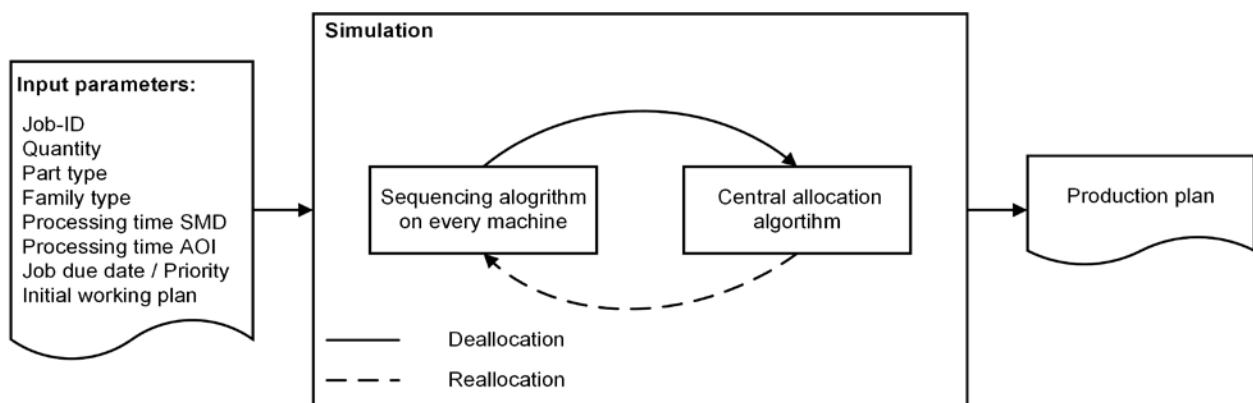 Simulation
Input parameters:
Job-ID
Quantity
Part type
Family type
Processing time SMD
Processing time AOI
Job due date / Priority
Initial working plan
Sequencing alogrithm
on every machine
Central allocation
algortihm
Production plan
Deallocation
Reallocation